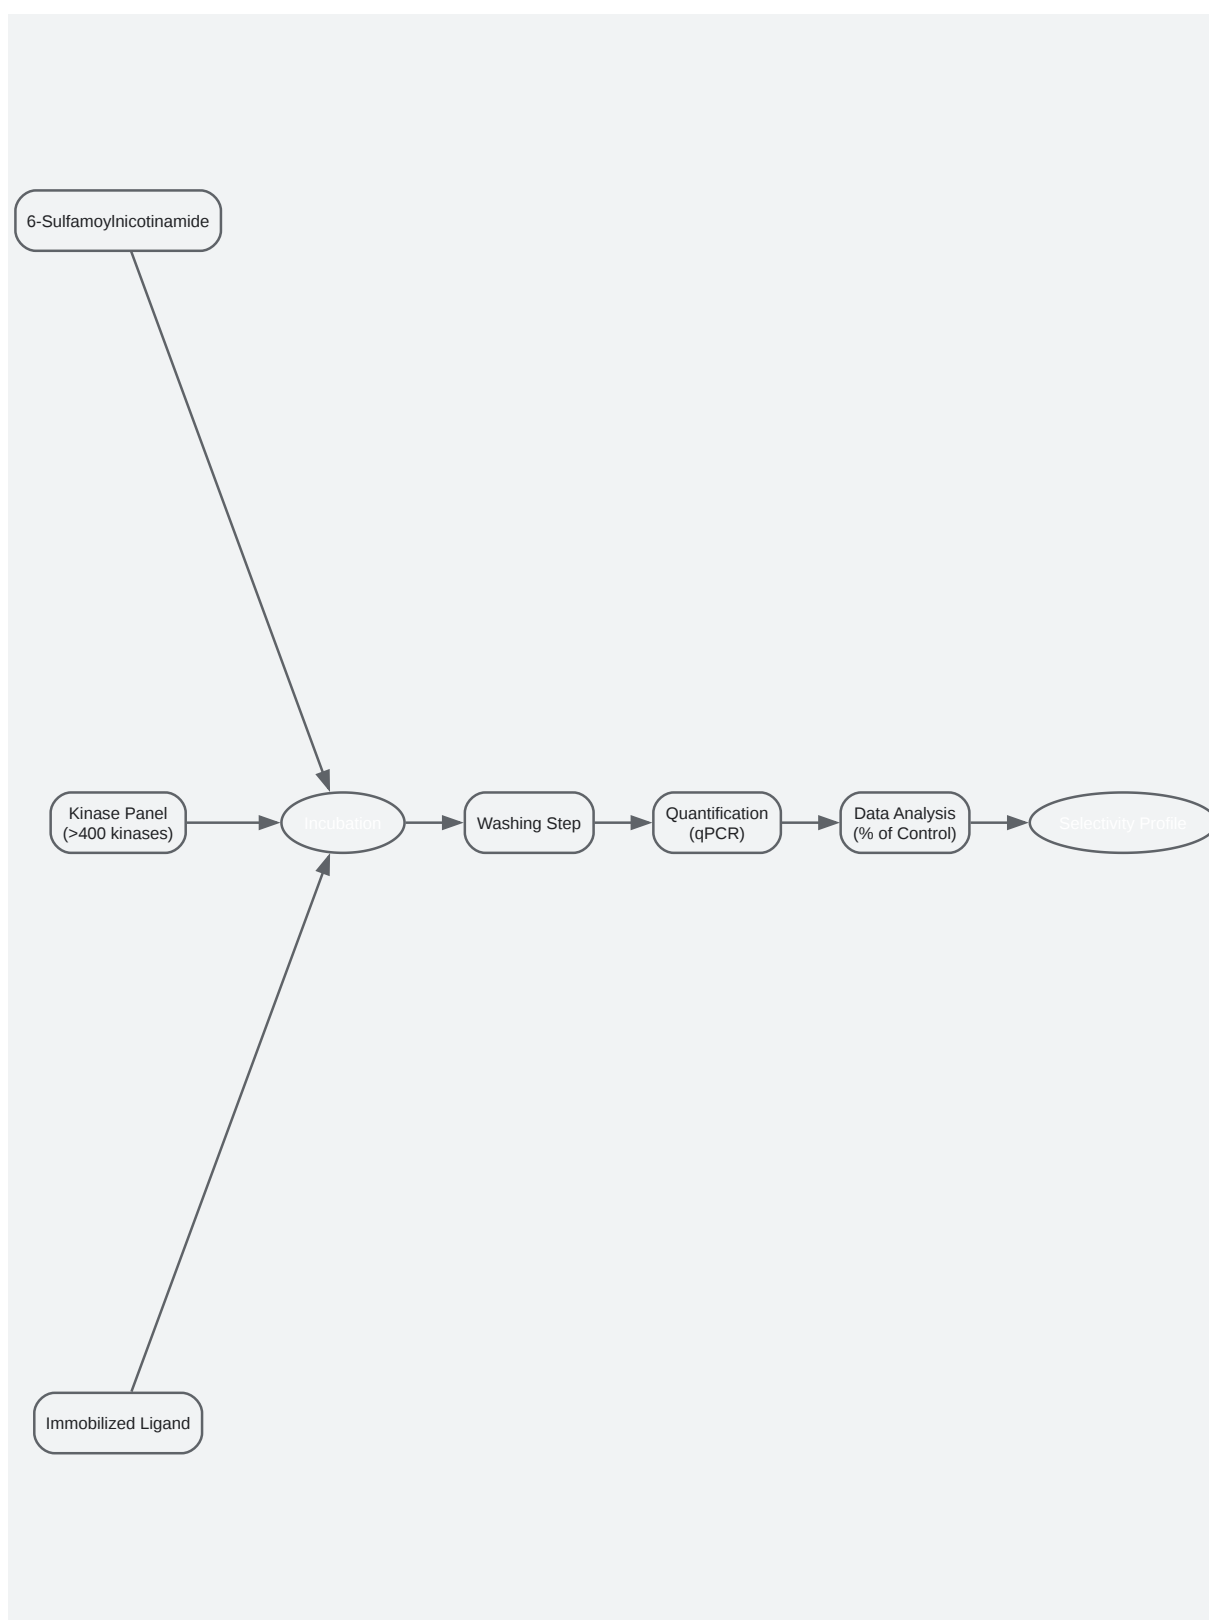 6-Sulfamoylnicotinamide
Kinase Panel
(>400 kinases)
Incubation
Washing Step
Quantification
(qPCR)
Data Analysis
(% of Control)
Selectivity Profile
Immobilized Ligand